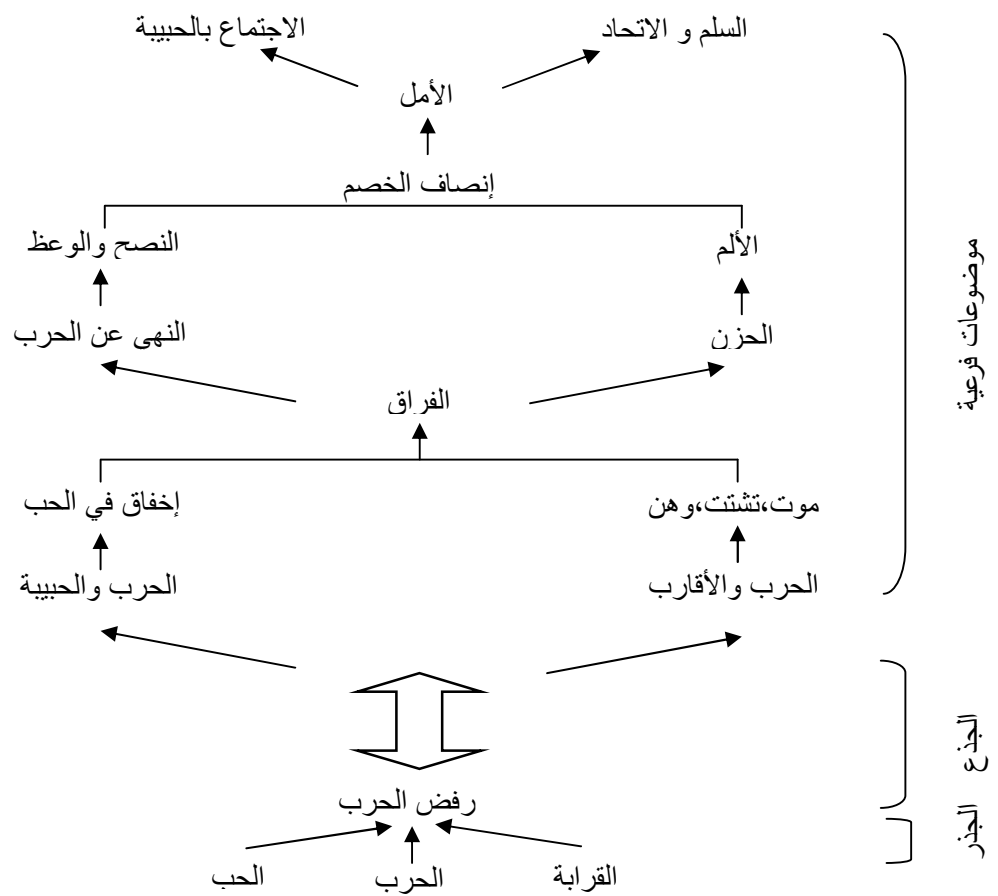 السلم و الاتحاد
الاجتماع بالحبيبة
الأمل
إنصاف الخصم
الألم
النصح والوعظ
الحزن
النهى عن الحرب
الفراق
موت،تشتت،وهن
إخفاق في الحب
الحرب والأقارب
الحرب والحبيبة
رفض الحرب
القرابة
الحرب
الحب
موضوعات فرعية
الجذع
الجذر